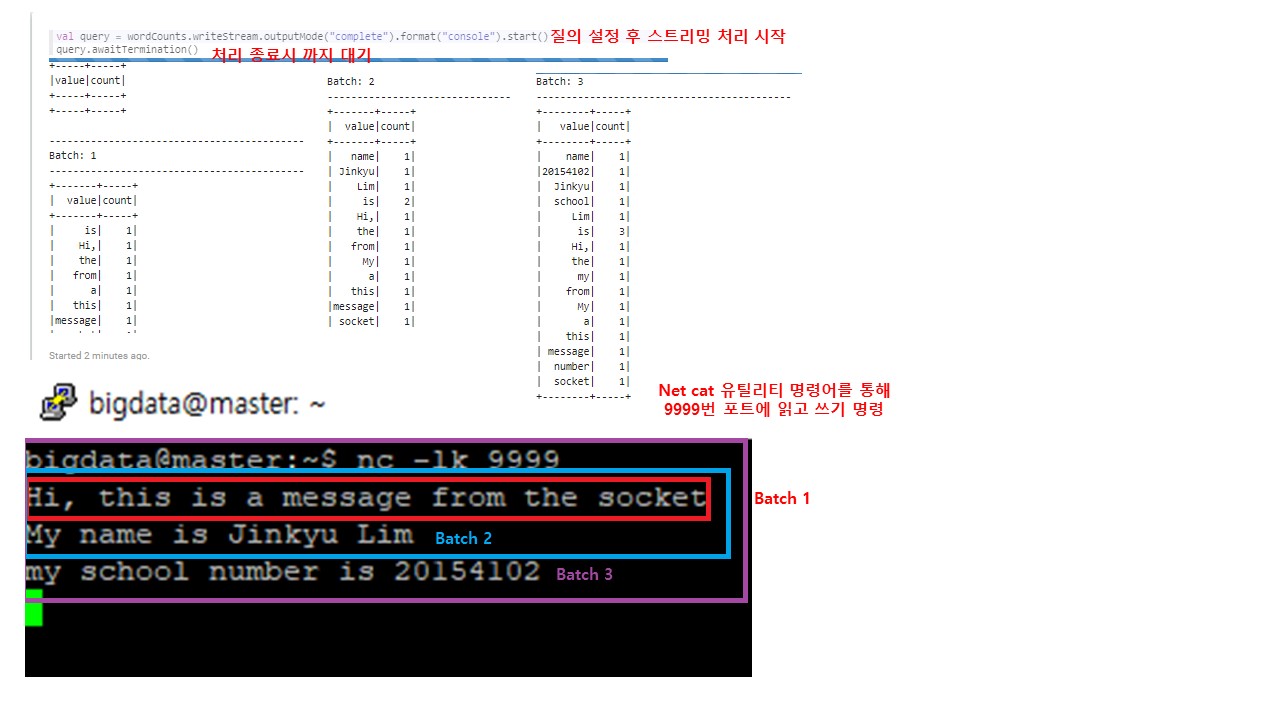 val query = wordCounts.writeStream.outputMode("complete").format("console").start() 질의 설정 후 스트리밍 처리 시작
query.awaitTermination() 처리 종료시 까지 대기
+-----+-----+
|value|count|
+-----+-----+
+-----+-----+
-------------------------------------------
Batch: 1
-------------------------------------------
+-------+-----+
|  value|count|
+-------+-----+
|     is|    1|
|    Hi,|    1|
|    the|    1|
|   from|    1|
|      a|    1|
|   this|    1|
|message|    1|
Started 2 minutes ago.
Batch: 2
-------------------------------
+-------+-----+
|  value|count|
+-------+-----+
|   name|    1|
| Jinkyu|    1|
|    Lim|    1|
|     is|    2|
|    Hi,|    1|
|    the|    1|
|   from|    1|
|     My|    1|
|      a|    1|
|   this|    1|
|message|    1|
| socket|    1|
Batch: 3
-------------------------------------------
+--------+-----+
|   value|count|
+--------+-----+
|    name|    1|
|20154102|    1|
|  Jinkyu|    1|
|  school|    1|
|     Lim|    1|
|      is|    3|
|     Hi,|    1|
|     the|    1|
|      my|    1|
|    from|    1|
|      My|    1|
|       a|    1|
|    this|    1|
| message|    1|
|  number|    1|
|  socket|    1|
+--------+-----+
Net cat 유틸리티 명령어를 통해
9999번 포트에 읽고 쓰기 명령
bigdata@master: ~
bigdata@master:~$ nc -lk 9999
Hi, this is a message from the socket Batch 1
My name is Jinkyu Lim Batch 2
my school number is 20154102 Batch 3